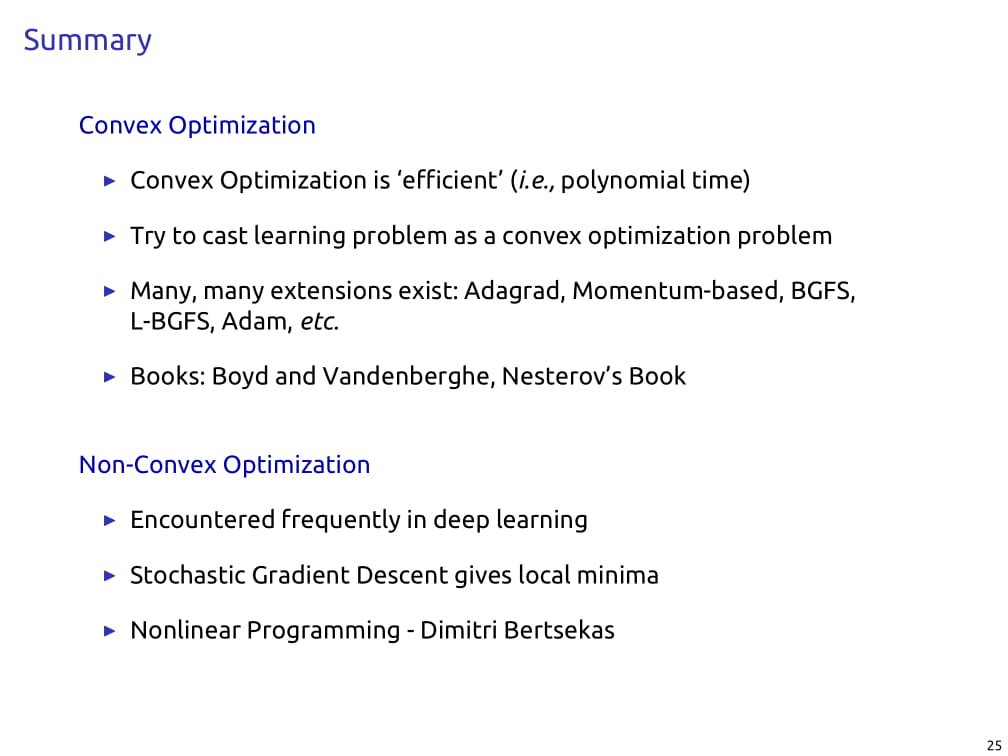 Summary
Convex Optimization
▶ Convex Optimization is ‘efficient’ (i.e., polynomial time)
▶ Try to cast learning problem as a convex optimization problem
▶ Many, many extensions exist: Adagrad, Momentum-based, BGFS,
L-BGFS, Adam, etc.
▶ Books: Boyd and Vandenberghe, Nesterov’s Book
Non-Convex Optimization
▶ Encountered frequently in deep learning
▶ Stochastic Gradient Descent gives local minima
▶ Nonlinear Programming - Dimitri Bertsekas
25